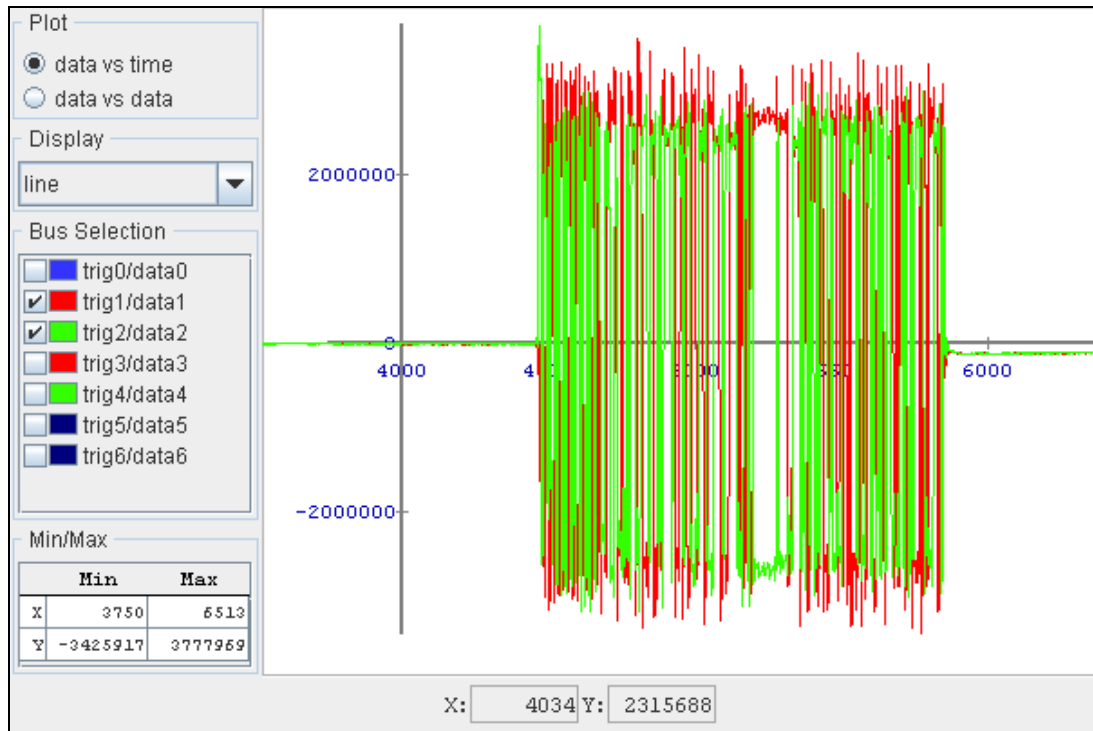 Plot
data vs time
data vs data
Display
line
Bus Selection
trig0/data0
trig1/data1
trig2/data2
trig3/data3
trig4/data4
trig5/data5
trig6/data6
Min/Max
Min Max
X 3750 6513
Y -3425917 3777969
2000000
0
4000 6000
-2000000
X: 4034 Y: 2315688